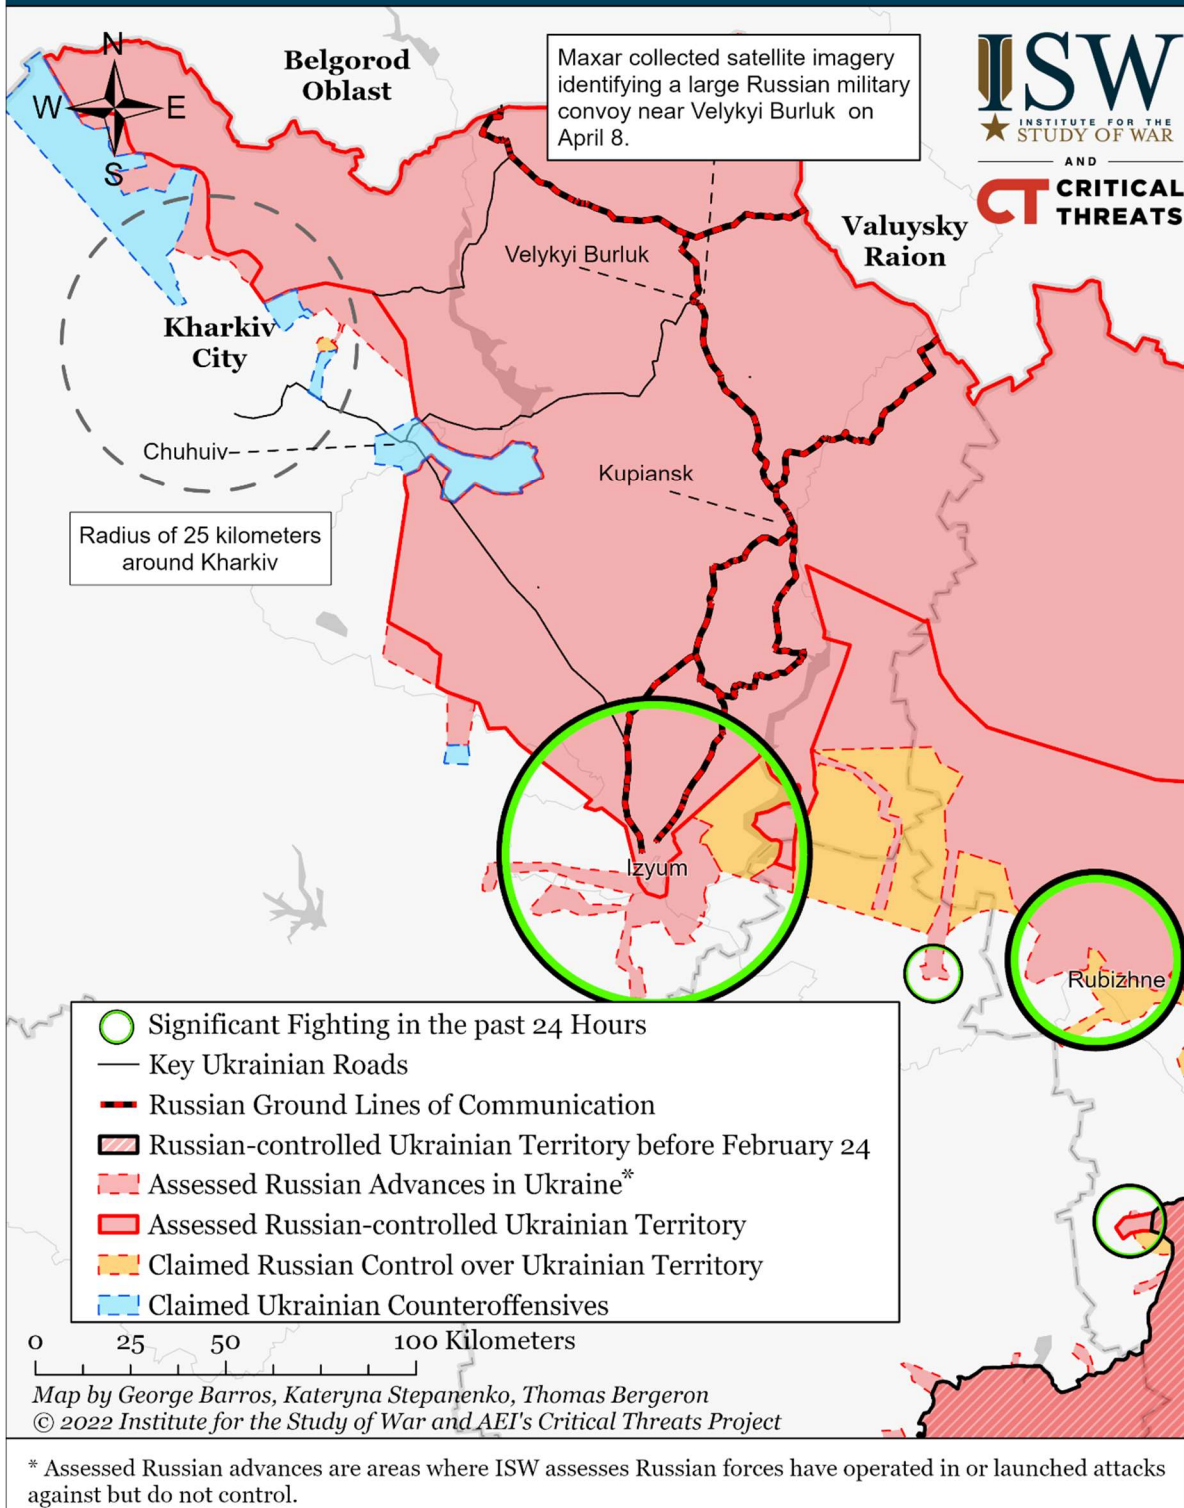 N
W
E
S
Belgorod
Oblast
Maxar collected satellite imagery
identifying a large Russian military
convoy near Velykyi Burluk on
April 8.
ISW
INSTITUTE FOR THE
STUDY OF WAR
AND
CT CRITICAL
THREATS
Valuysky
Raion
Velykyi Burluk
Kharkiv
City
Chuhuiv
Kupiansk
Radius of 25 kilometers
around Kharkiv
Izyum
Rubizhne
Significant Fighting in the past 24 Hours
Key Ukrainian Roads
Russian Ground Lines of Communication
Russian-controlled Ukrainian Territory before February 24
Assessed Russian Advances in Ukraine*
Assessed Russian-controlled Ukrainian Territory
Claimed Russian Control over Ukrainian Territory
Claimed Ukrainian Counteroffensives
0 25 50 100 Kilometers
Map by George Barros, Kateryna Stepanenko, Thomas Bergeron
© 2022 Institute for the Study of War and AEI's Critical Threats Project
* Assessed Russian advances are areas where ISW assesses Russian forces have operated in or launched attacks
against but do not control.